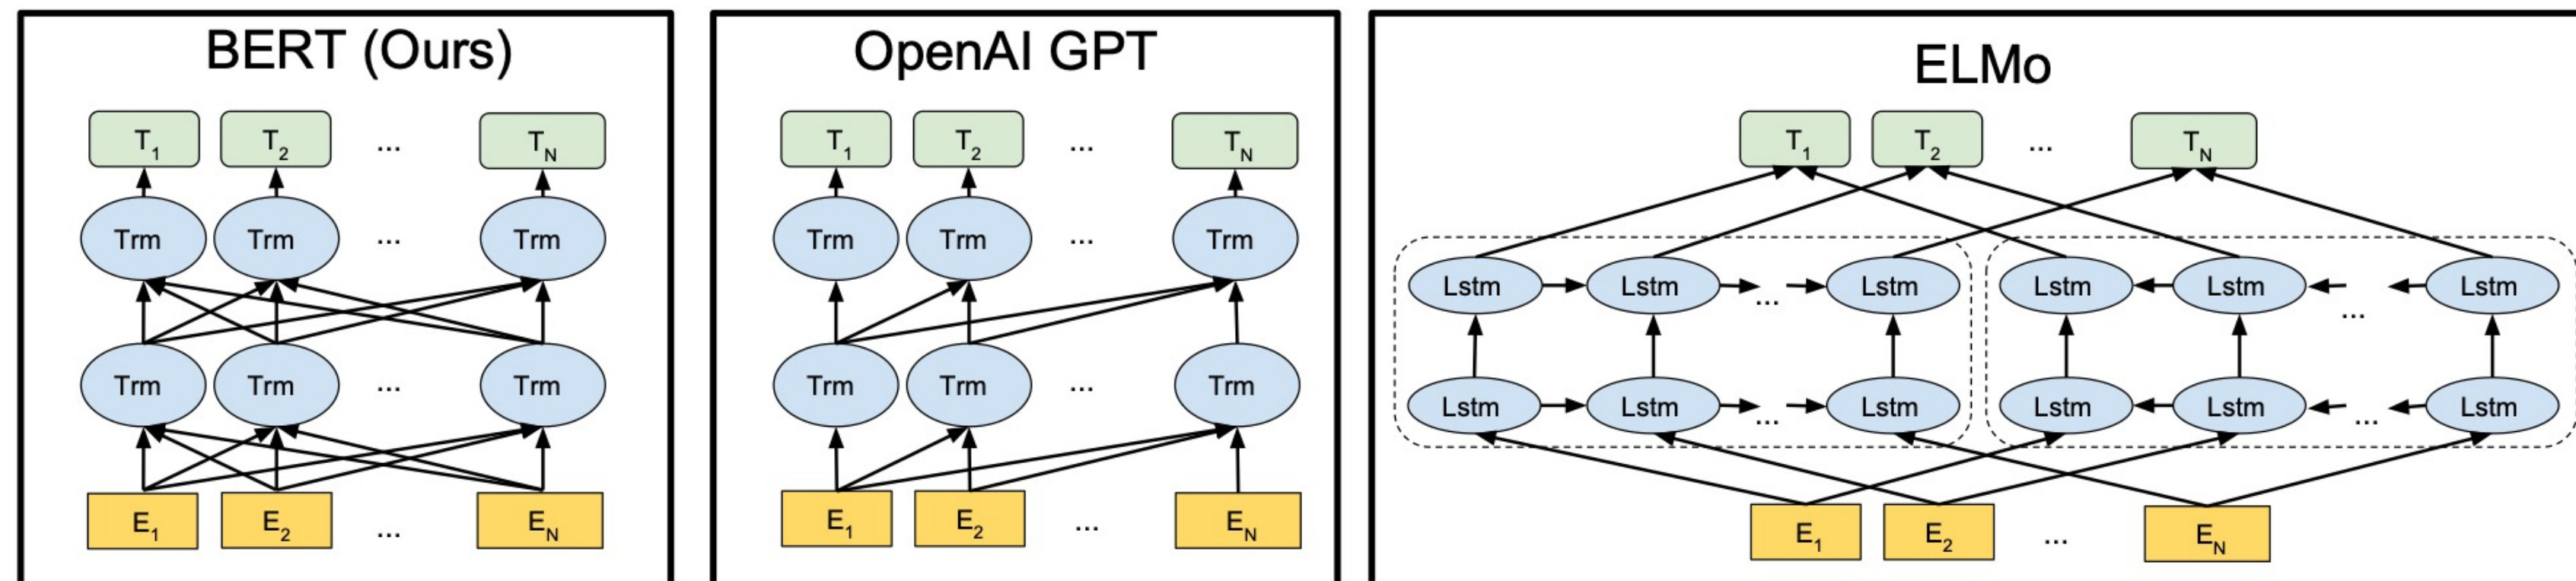 BERT (Ours)
T1 T2 ... TN
Trm Trm ... Trm
Trm Trm ... Trm
E1 E2 ... EN
OpenAI GPT
T1 T2 ... TN
Trm Trm ... Trm
Trm Trm ... Trm
E1 E2 ... EN
ELMo
T1 T2 ... TN
Lstm Lstm ... Lstm Lstm Lstm ... Lstm
Lstm Lstm ... Lstm Lstm Lstm ... Lstm
E1 E2 ... EN